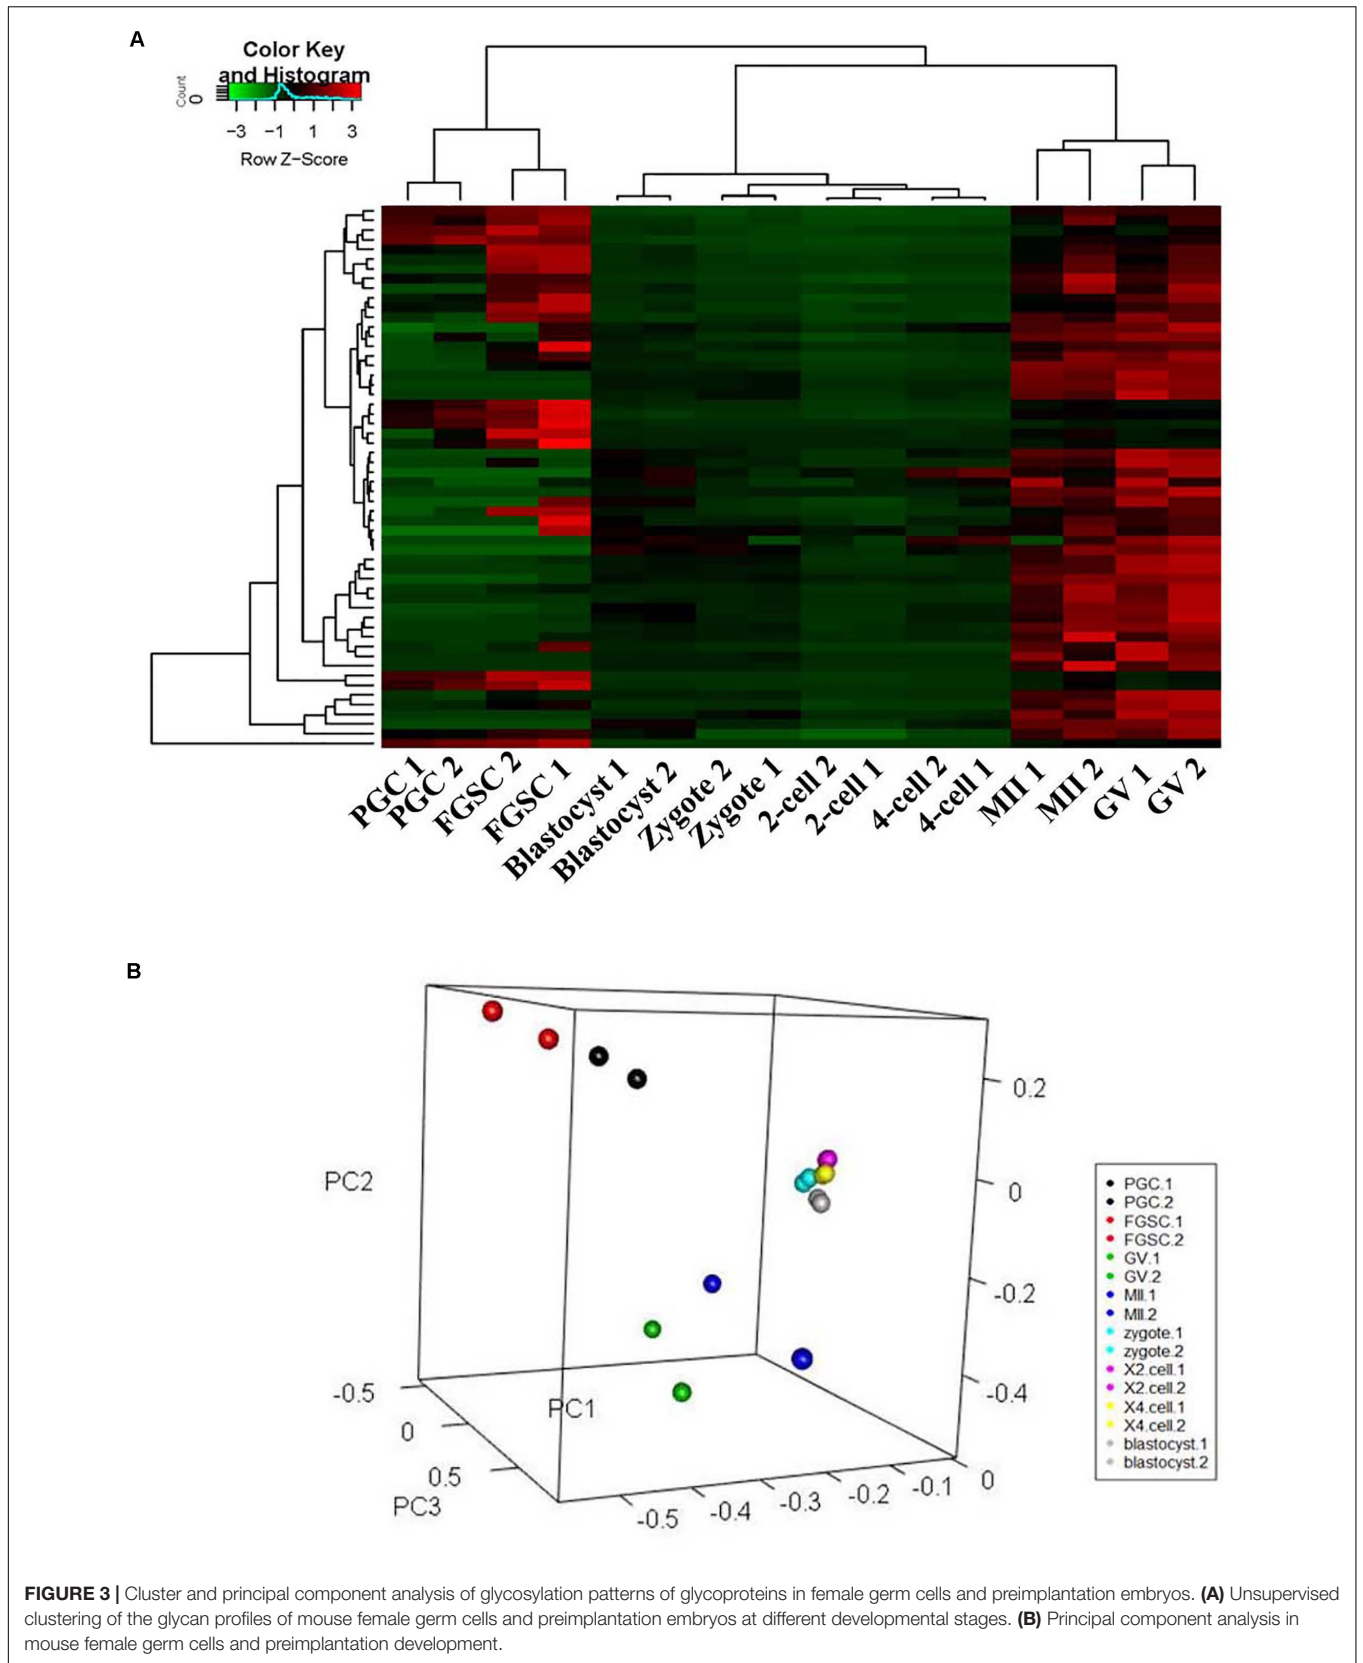 A
Color Key
and Histogram
Count
0
−3 −1 1 3
Row Z−Score
PGC 1
PGC 2
FGSC 2
FGSC 1
Blastocyst 1
Blastocyst 2
Zygote 2
Zygote 1
2-cell 2
2-cell 1
4-cell 2
4-cell 1
MII 1
MII 2
GV 1
GV 2
B
PC2
0.2
0
-0.2
-0.4
-0.5
0
0.5
PC3
PC1
-0.5
-0.4
-0.3
-0.2
-0.1
0
PGC.1
PGC.2
FGSC.1
FGSC.2
GV.1
GV.2
MII.1
MII.2
zygote.1
zygote.2
X2.cell.1
X2.cell.2
X4.cell.1
X4.cell.2
blastocyst.1
blastocyst.2
FIGURE 3 | Cluster and principal component analysis of glycosylation patterns of glycoproteins in female germ cells and preimplantation embryos. (A) Unsupervised
clustering of the glycan profiles of mouse female germ cells and preimplantation embryos at different developmental stages. (B) Principal component analysis in
mouse female germ cells and preimplantation development.